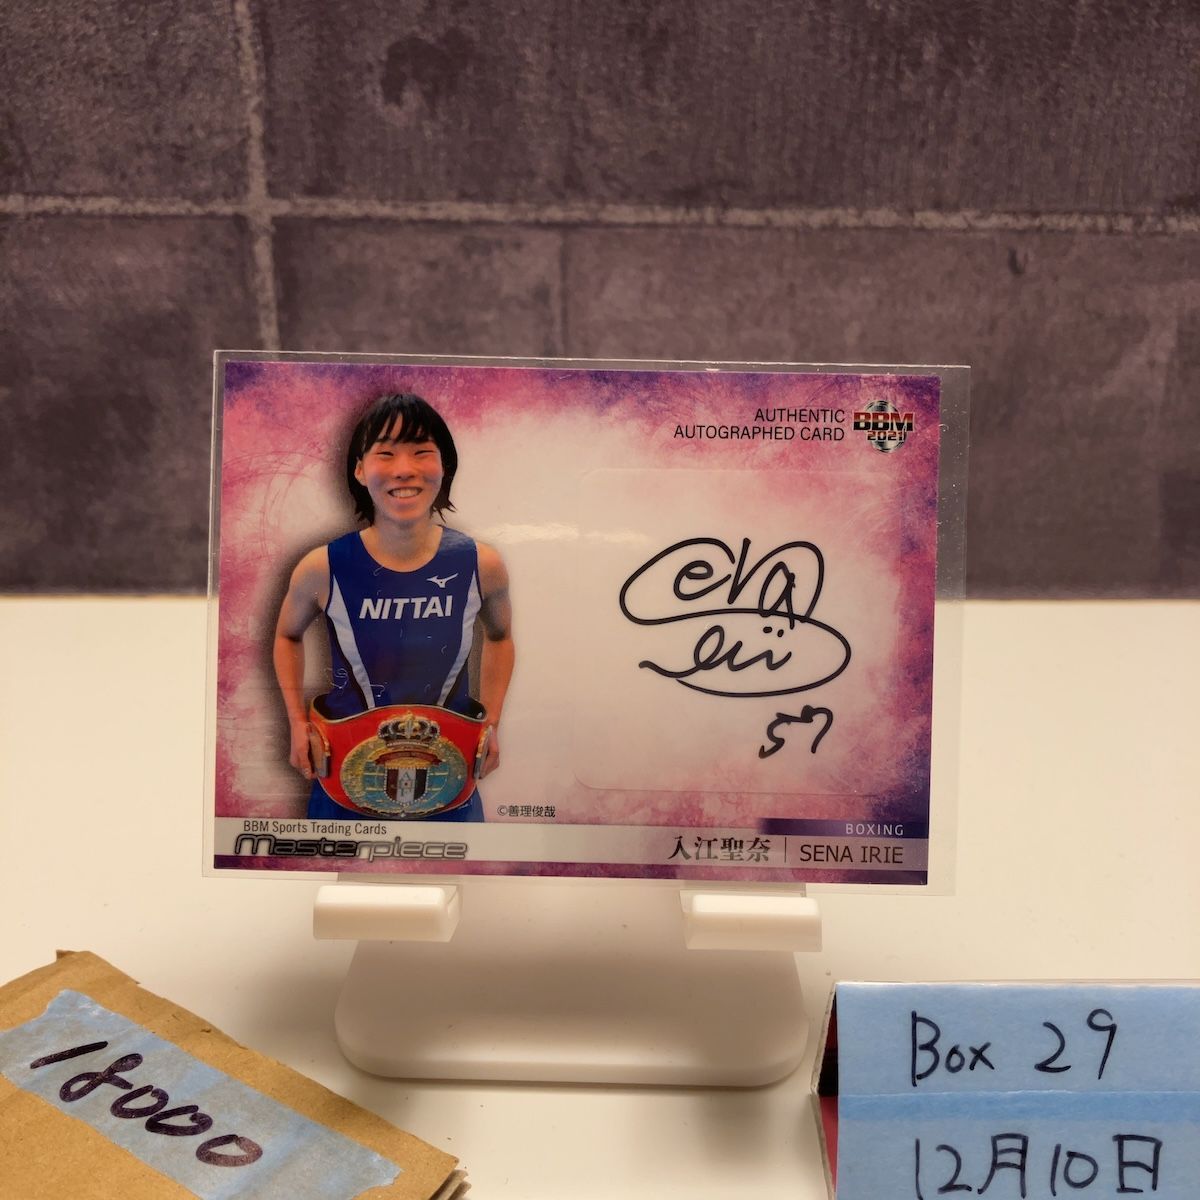 AUTHENTIC
AUTOGRAPHED CARD
BBM
2021
NITTAI
57
©善理俊哉
BBM Sports Trading Cards
Masterpiece
BOXING
入江聖奈 | SENA IRIE
18000
Box 29
12月10日